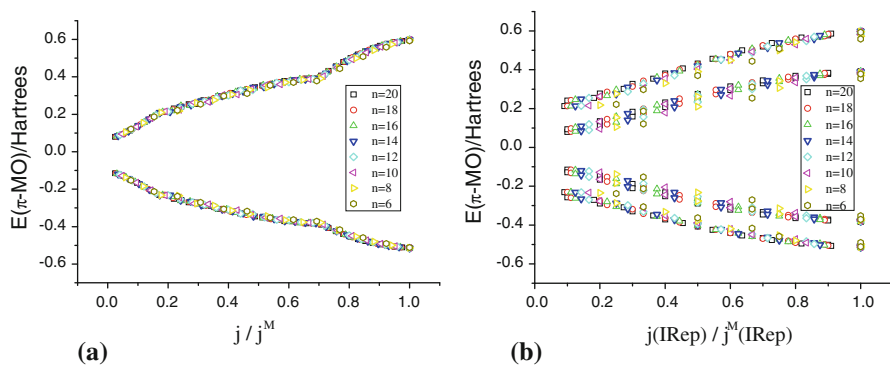 0.6
0.4
0.2
0.0
-0.2
-0.4
-0.6
E(π-MO)/Hartrees
n=20
n=18
n=16
n=14
n=12
n=10
n=8
n=6
0.0 0.2 0.4 0.6 0.8 1.0
j / j^M
(a)
0.6
0.4
0.2
0.0
-0.2
-0.4
-0.6
E(π-MO)/Hartrees
n=20
n=18
n=16
n=14
n=12
n=10
n=8
n=6
0.0 0.2 0.4 0.6 0.8 1.0
j(IRep) / j^M(IRep)
(b)